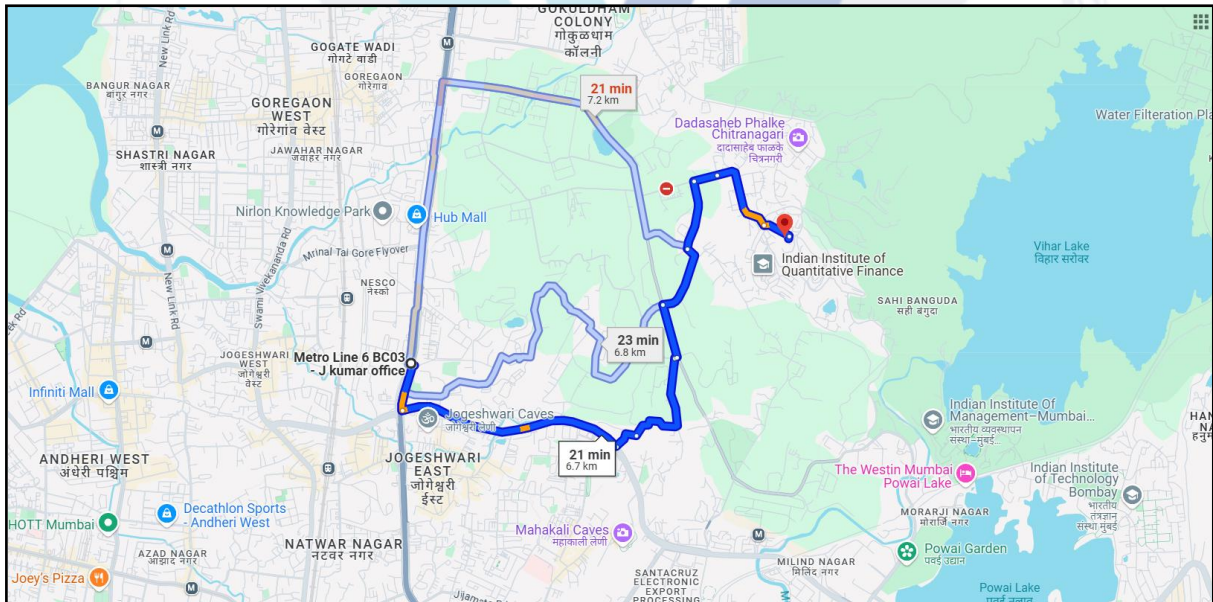 GOKULDHAM
COLONY
गोकुळधाम
कॉलनी
GOGATE WADI
गोगटे वाडी
GOREGAON
गोरेगाव
BANGUR NAGAR
बांगुर नगर
New Link Rd
21 min
7.2 km
GOREGAON
WEST
गोरेगांव वेस्ट
Water Filteration Pla
Dadasaheb Phalke
Chitranagari
दादासाहेब फाळके
चित्रनगरी
SHASTRI NAGAR
शास्त्री नगर
JAWAHAR NAGAR
जवाहर नगर
Nirlon Knowledge Park
Hub Mall
Mrinal Tai Gore Flyover
Swami Vivekananda Rd
Indian Institute of
Quantitative Finance
Vihar Lake
विहार सरोवर
NESCO
नेस्को
New Link Rd
SAHI BANGUDA
सही बंगुदा
23 min
6.8 km
JOGESHWARI
WEST
जोगेश्वरी
वेस्ट
Metro Line 6 BC03
- J kumar office
Infiniti Mall
Jogeshwari Caves
जोगेश्वरी लेणी
Indian Institute Of
Management–Mumbai...
भारतीय व्यवस्थापन
संस्था–मुंबई...
ANDHERI WEST
अंधेरी पश्चिम
JOGESHWARI
EAST
जोगेश्वरी
ईस्ट
21 min
6.7 km
The Westin Mumbai
Powai Lake
Indian Institute
of Technology
Bombay
भारतीय
तंत्रज्ञान
संस्था मुंबई
Decathlon Sports
- Andheri West
HOTT Mumbai
MORARJI NAGAR
मोरारजि नगर
Mahakali Caves
महाकाली लेणी
NATWAR NAGAR
नटवर नगर
AZAD NAGAR
आझाद नगर
Powai Garden
पवई उद्यान
MILIND NAGAR
मिलिंद नगर
Joey's Pizza
SANTACRUZ
ELECTRONIC
EXPORT
PROCESSING
Powai Lake
पवई तलाव